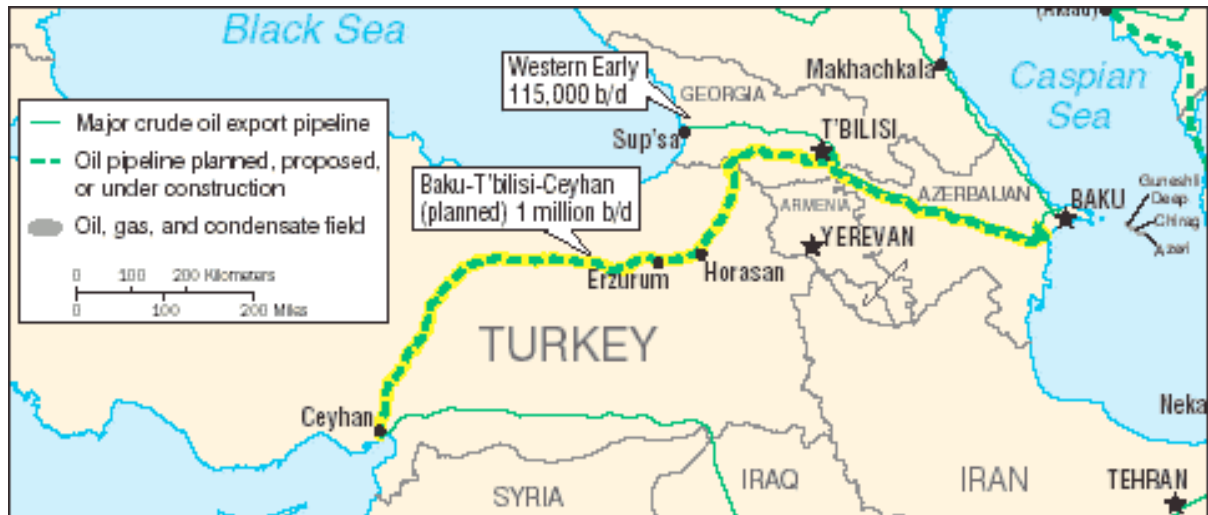 Black Sea
Western Early
115,000 b/d
GEORGIA
Makhachkala
Caspian
Sea
Major crude oil export pipeline
Oil pipeline planned, proposed,
or under construction
Oil, gas, and condensate field
0 100 200 Kilometers
0 100 200 Miles
Sup'sa
T'BILISI
Baku-T'bilisi-Ceyhan
(planned) 1 million b/d
ARMENIA
AZERBAIJAN
BAKU
Guneshli
Deep
Chirag
Azeri
YEREVAN
Erzurum
Horasan
TURKEY
Ceyhan
Neka
SYRIA
IRAQ
IRAN
TEHRAN